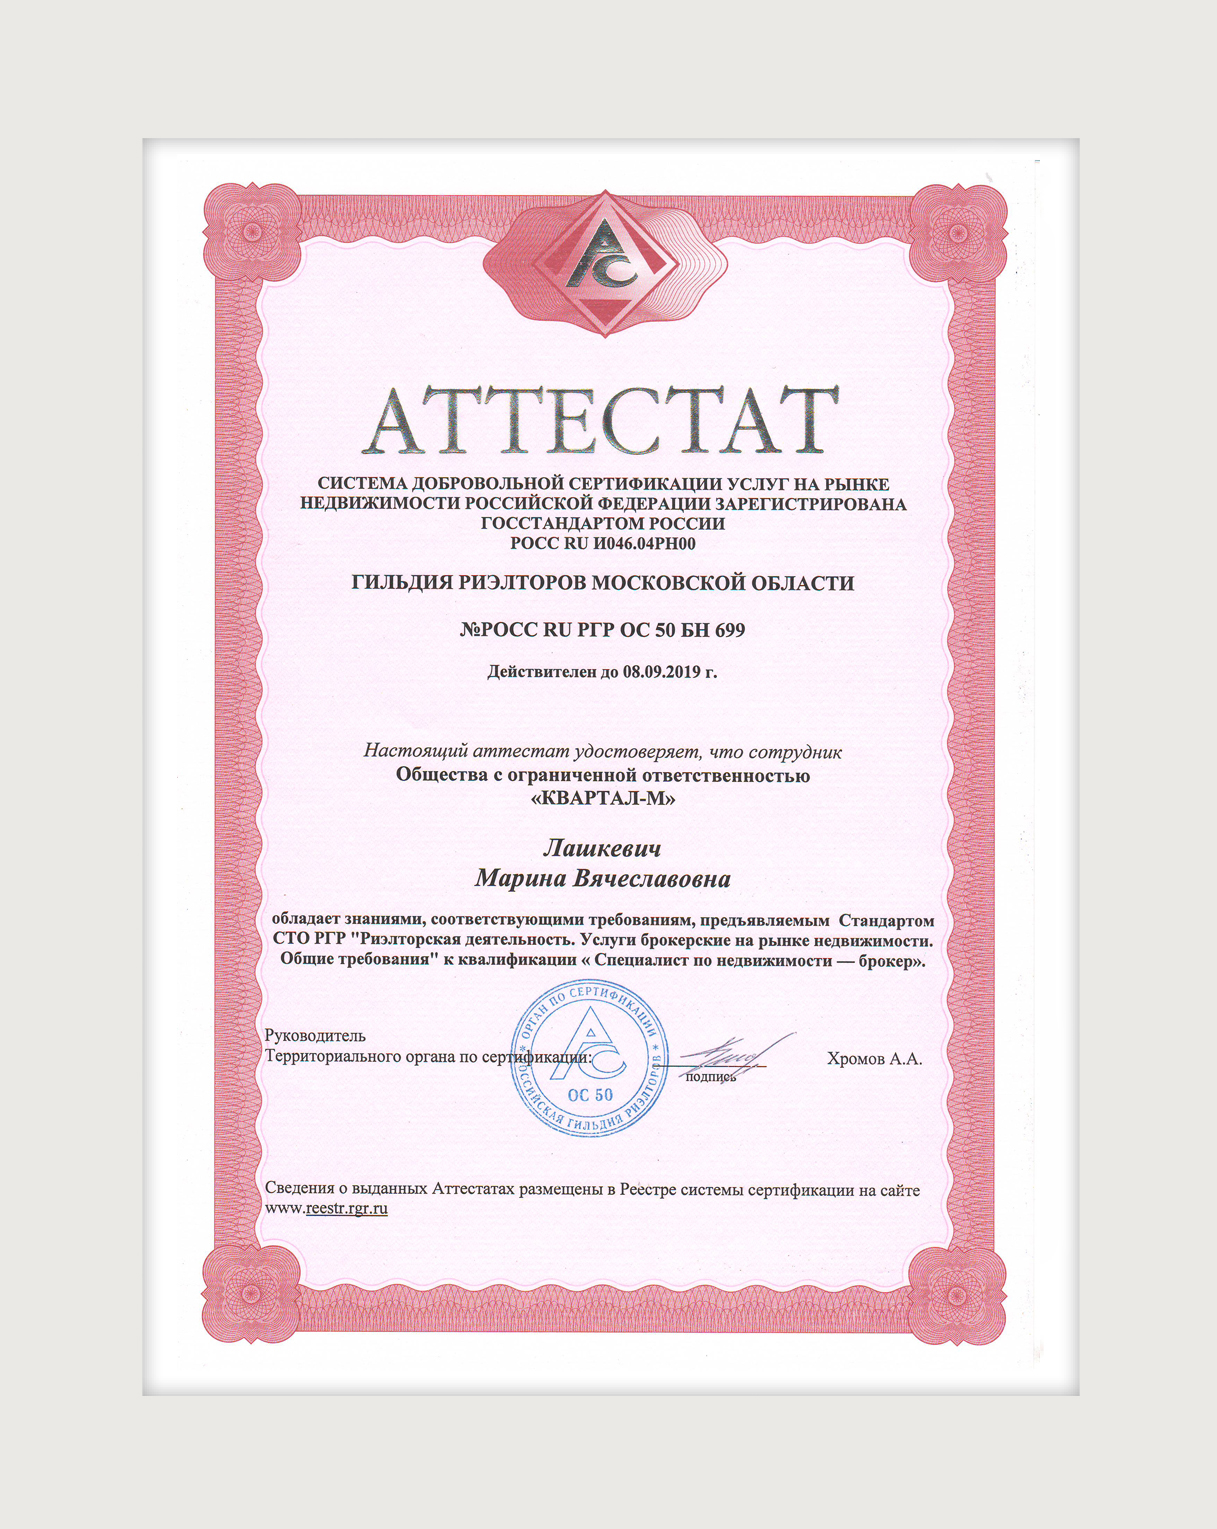 АС
АТТЕСТАТ
СИСТЕМА ДОБРОВОЛЬНОЙ СЕРТИФИКАЦИИ УСЛУГ НА РЫНКЕ
НЕДВИЖИМОСТИ РОССИЙСКОЙ ФЕДЕРАЦИИ ЗАРЕГИСТРИРОВАНА
ГОССТАНДАРТОМ РОССИИ
РОСС RU И046.04РН00
ГИЛЬДИЯ РИЭЛТОРОВ МОСКОВСКОЙ ОБЛАСТИ
№РОСС RU РГР ОС 50 БН 699
Действителен до 08.09.2019 г.
Настоящий аттестат удостоверяет, что сотрудник
Общества с ограниченной ответственностью
«КВАРТАЛ-М»
Лашкевич
Марина Вячеславовна
обладает знаниями, соответствующими требованиям, предъявляемым Стандартом
СТО РГР "Риэлторская деятельность. Услуги брокерские на рынке недвижимости.
Общие требования" к квалификации « Специалист по недвижимости — брокер».
Руководитель
Территориального органа по сертификации:
Хромов А.А.
подпись
* ОРГАН ПО СЕРТИФИКАЦИИ *
РОССИЙСКАЯ ГИЛЬДИЯ РИЭЛТОРОВ
АС
ОС 50
Сведения о выданных Аттестатах размещены в Реестре системы сертификации на сайте
www.reestr.rgr.ru